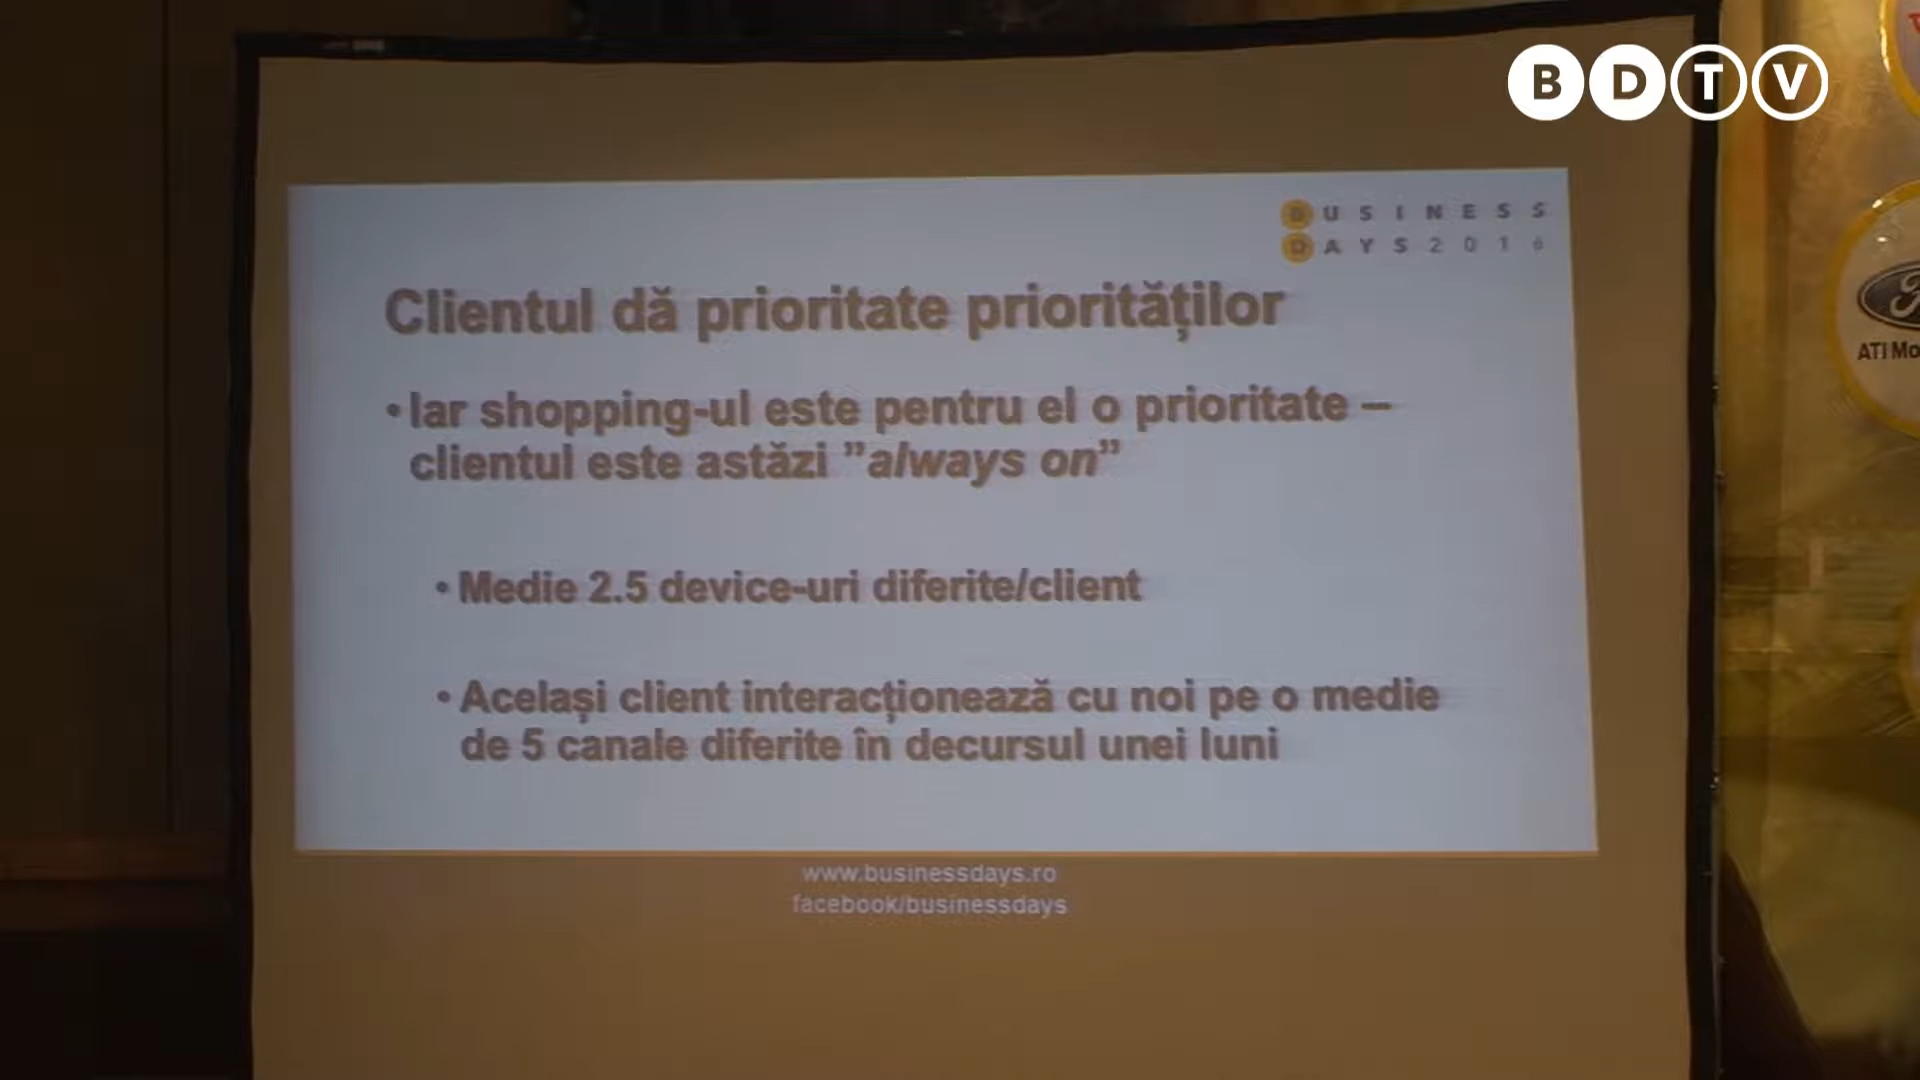 BDTV
BUSINESS
DAYS2016
Clientul dă prioritate priorităților
• Iar shopping-ul este pentru el o prioritate –
clientul este astăzi ”always on”
• Medie 2.5 device-uri diferite/client
• Același client interacționează cu noi pe o medie
de 5 canale diferite în decursul unei luni
www.businessdays.ro
facebook/businessdays
ATI Mo